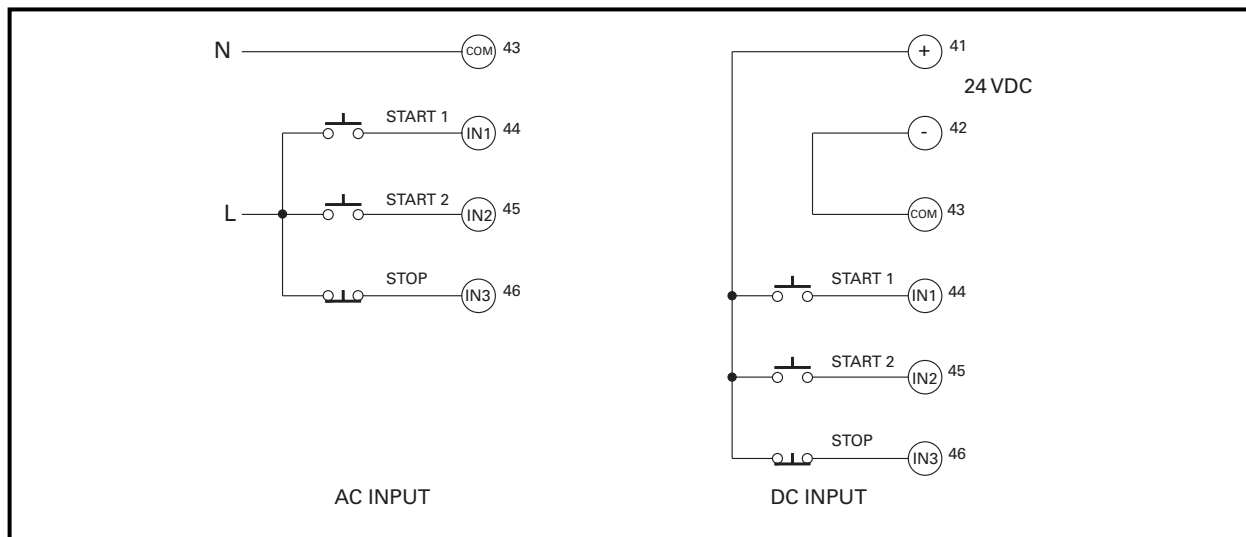 N COM 43
START 1 IN1 44
L START 2 IN2 45
STOP IN3 46
AC INPUT
+ 41
24 VDC
- 42
COM 43
START 1 IN1 44
START 2 IN2 45
STOP IN3 46
DC INPUT